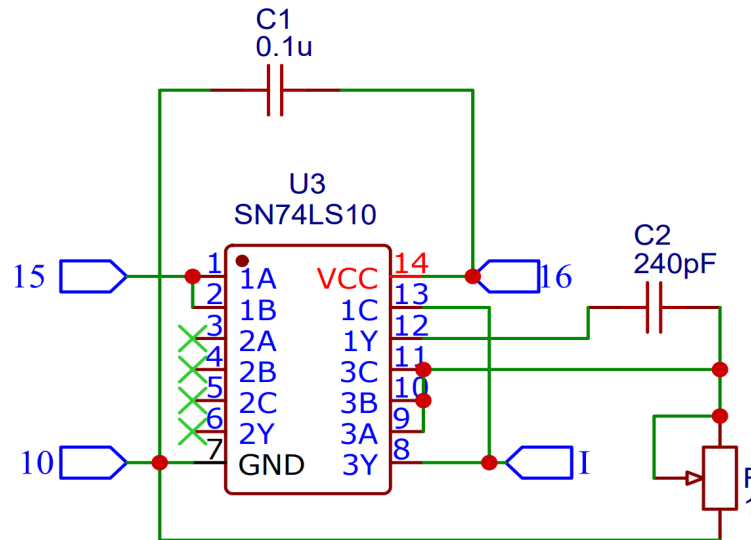 C1
0.1u
U3
SN74LS10
C2
240pF
15
1
1A
VCC
14
16
2
1B
1C
13
3
2A
1Y
12
4
2B
3C
11
5
2C
3B
10
6
2Y
3A
9
10
7
GND
3Y
8
I